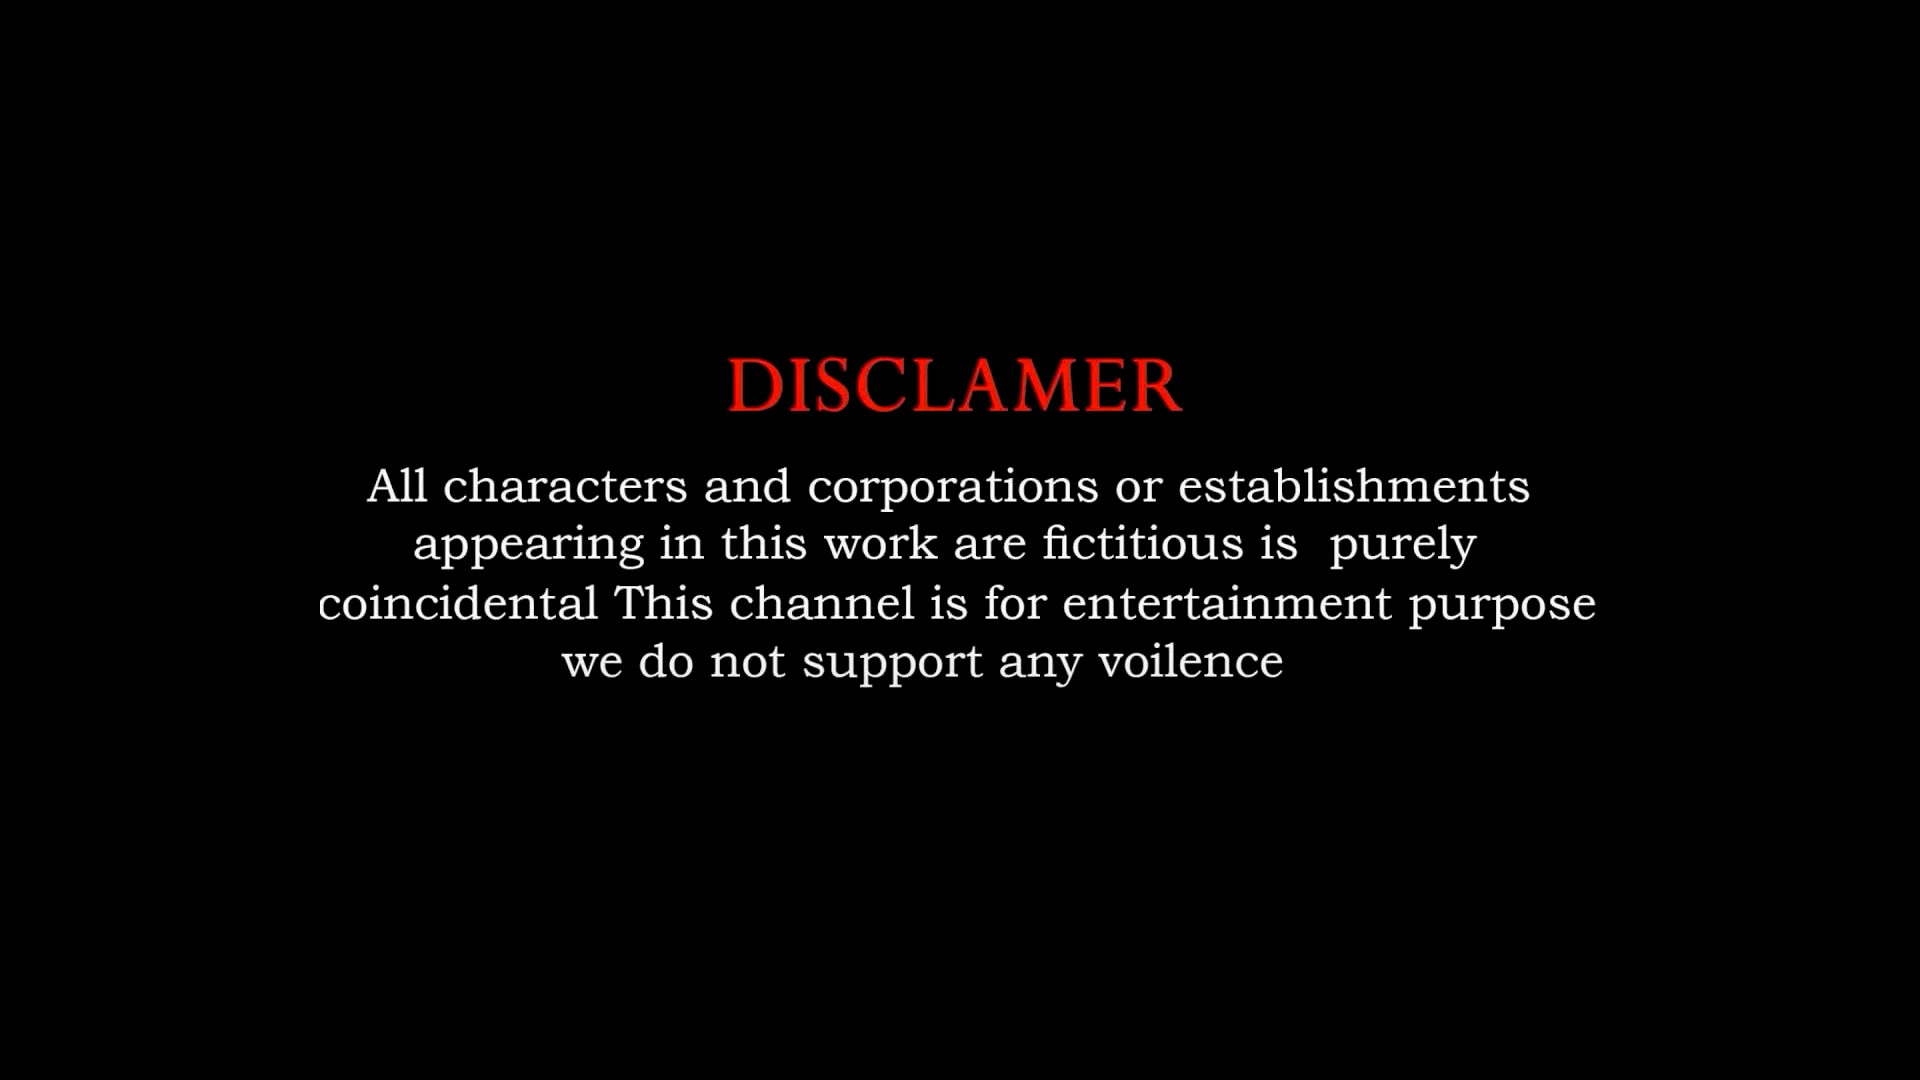 DISCLAMER
All characters and corporations or establishments
appearing in this work are fictitious is  purely
coincidental This channel is for entertainment purpose
we do not support any voilence